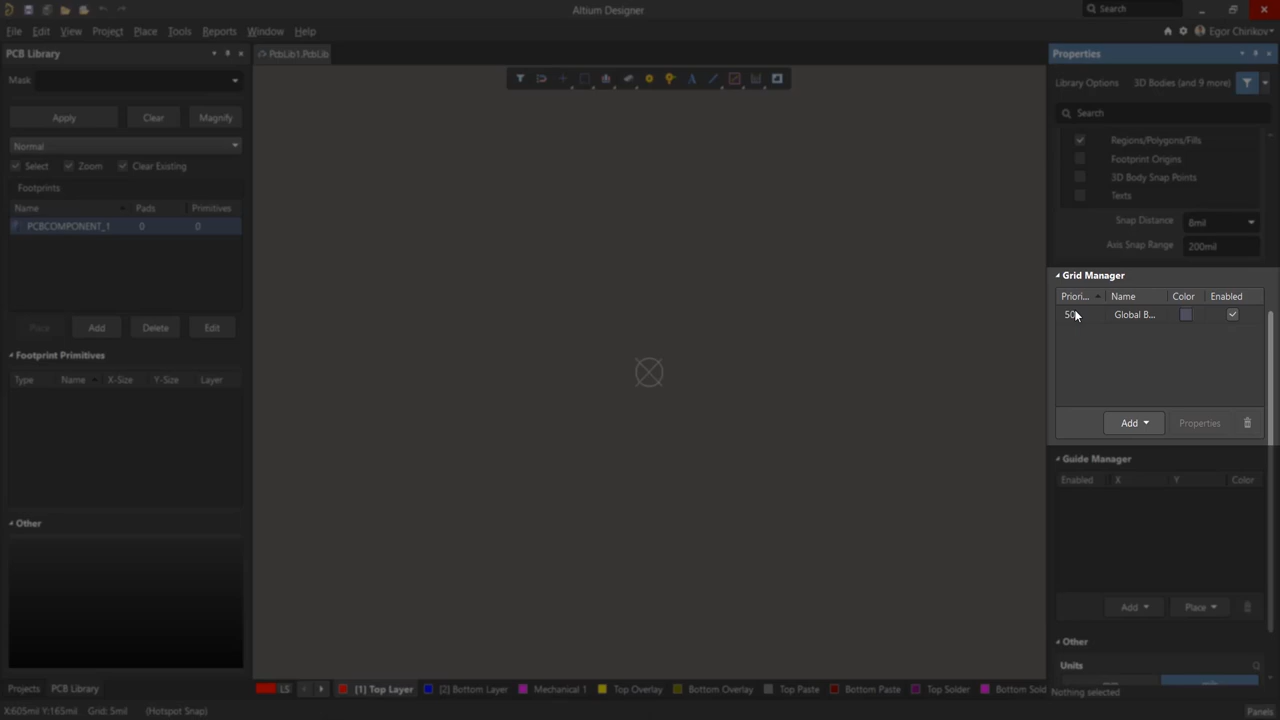 Altium Designer
Search
File Edit View Project Place Tools Reports Window Help
Egor Chirikov
PCB Library
PcbLib1.PcbLib
Properties
Mask
Library Options 3D Bodies (and 9 more)
Search
Apply Clear Magnify
Normal
Select Zoom Clear Existing
Footprints
Name Pads Primitives
PCBCOMPONENT_1 0 0
Place Add Delete Edit
Footprint Primitives
Type Name X-Size Y-Size Layer
Other
Regions/Polygons/Fills
Footprint Origins
3D Body Snap Points
Texts
Snap Distance 8mil
Axis Snap Range 200mil
Grid Manager
Priori... Name Color Enabled
50 Global B...
Add Properties
Guide Manager
Enabled X Y Color
Add Place
Other
Units
Nothing selected
Projects PCB Library
LS [1] Top Layer [2] Bottom Layer Mechanical 1 Top Overlay Bottom Overlay Top Paste Bottom Paste Top Solder Bottom Sold
X:605mil Y:165mil Grid: 5mil (Hotspot Snap)
Panels